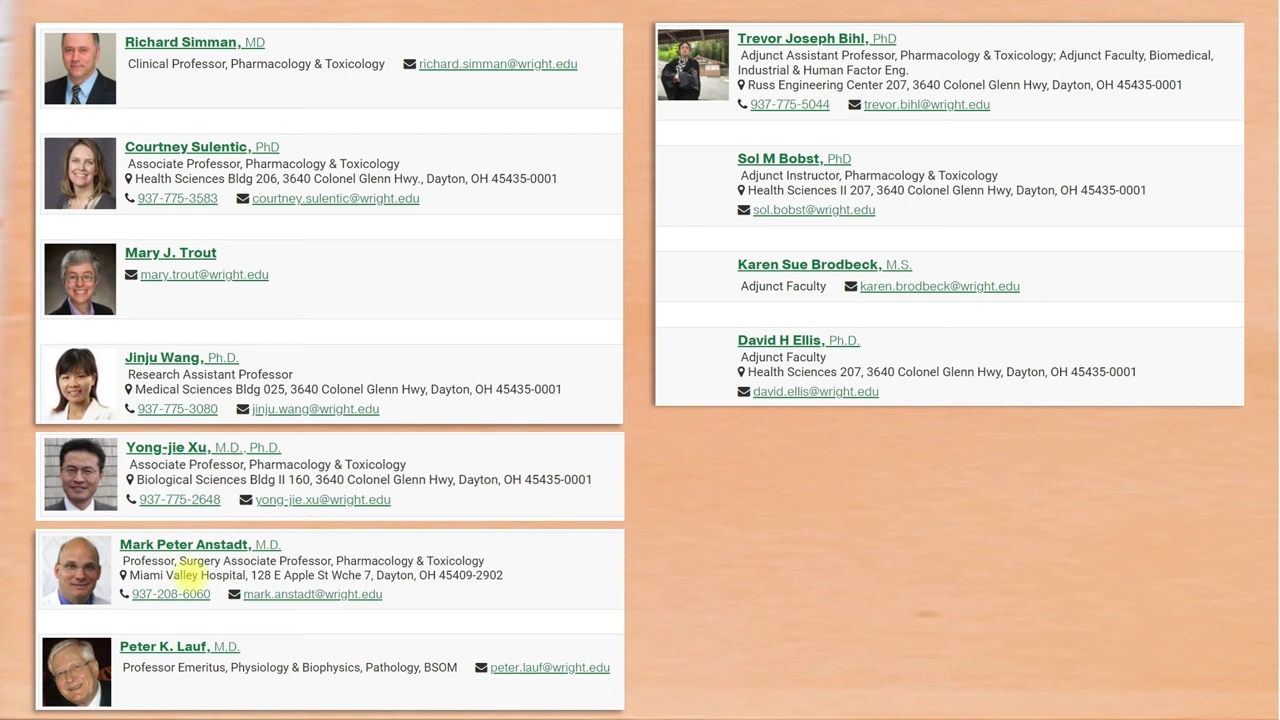 Richard Simman, MD
Clinical Professor, Pharmacology & Toxicology richard.simman@wright.edu
Courtney Sulentic, PhD
Associate Professor, Pharmacology & Toxicology
Health Sciences Bldg 206, 3640 Colonel Glenn Hwy., Dayton, OH 45435-0001
937-775-3583 courtney.sulentic@wright.edu
Mary J. Trout
mary.trout@wright.edu
Jinju Wang, Ph.D.
Research Assistant Professor
Medical Sciences Bldg 025, 3640 Colonel Glenn Hwy, Dayton, OH 45435-0001
937-775-3080 jinju.wang@wright.edu
Yong-jie Xu, M.D., Ph.D.
Associate Professor, Pharmacology & Toxicology
Biological Sciences Bldg II 160, 3640 Colonel Glenn Hwy, Dayton, OH 45435-0001
937-775-2648 yong-jie.xu@wright.edu
Mark Peter Anstadt, M.D.
Professor, Surgery Associate Professor, Pharmacology & Toxicology
Miami Valley Hospital, 128 E Apple St Wche 7, Dayton, OH 45409-2902
937-208-6060 mark.anstadt@wright.edu
Peter K. Lauf, M.D.
Professor Emeritus, Physiology & Biophysics, Pathology, BSOM peter.lauf@wright.edu
Trevor Joseph Bihl, PhD
Adjunct Assistant Professor, Pharmacology & Toxicology; Adjunct Faculty, Biomedical,
Industrial & Human Factor Eng.
Russ Engineering Center 207, 3640 Colonel Glenn Hwy, Dayton, OH 45435-0001
937-775-5044 trevor.bihl@wright.edu
Sol M Bobst, PhD
Adjunct Instructor, Pharmacology & Toxicology
Health Sciences II 207, 3640 Colonel Glenn Hwy, Dayton, OH 45435-0001
sol.bobst@wright.edu
Karen Sue Brodbeck, M.S.
Adjunct Faculty karen.brodbeck@wright.edu
David H Ellis, Ph.D.
Adjunct Faculty
Health Sciences 207, 3640 Colonel Glenn Hwy, Dayton, OH 45435-0001
david.ellis@wright.edu